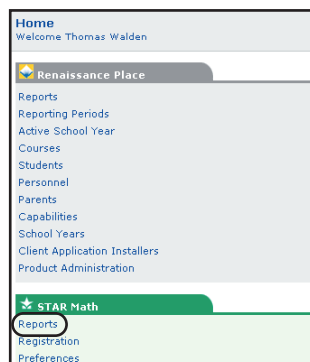 Home
Welcome Thomas Walden
Renaissance Place
Reports
Reporting Periods
Active School Year
Courses
Students
Personnel
Parents
Capabilities
School Years
Client Application Installers
Product Administration
STAR Math
Reports
Registration
Preferences